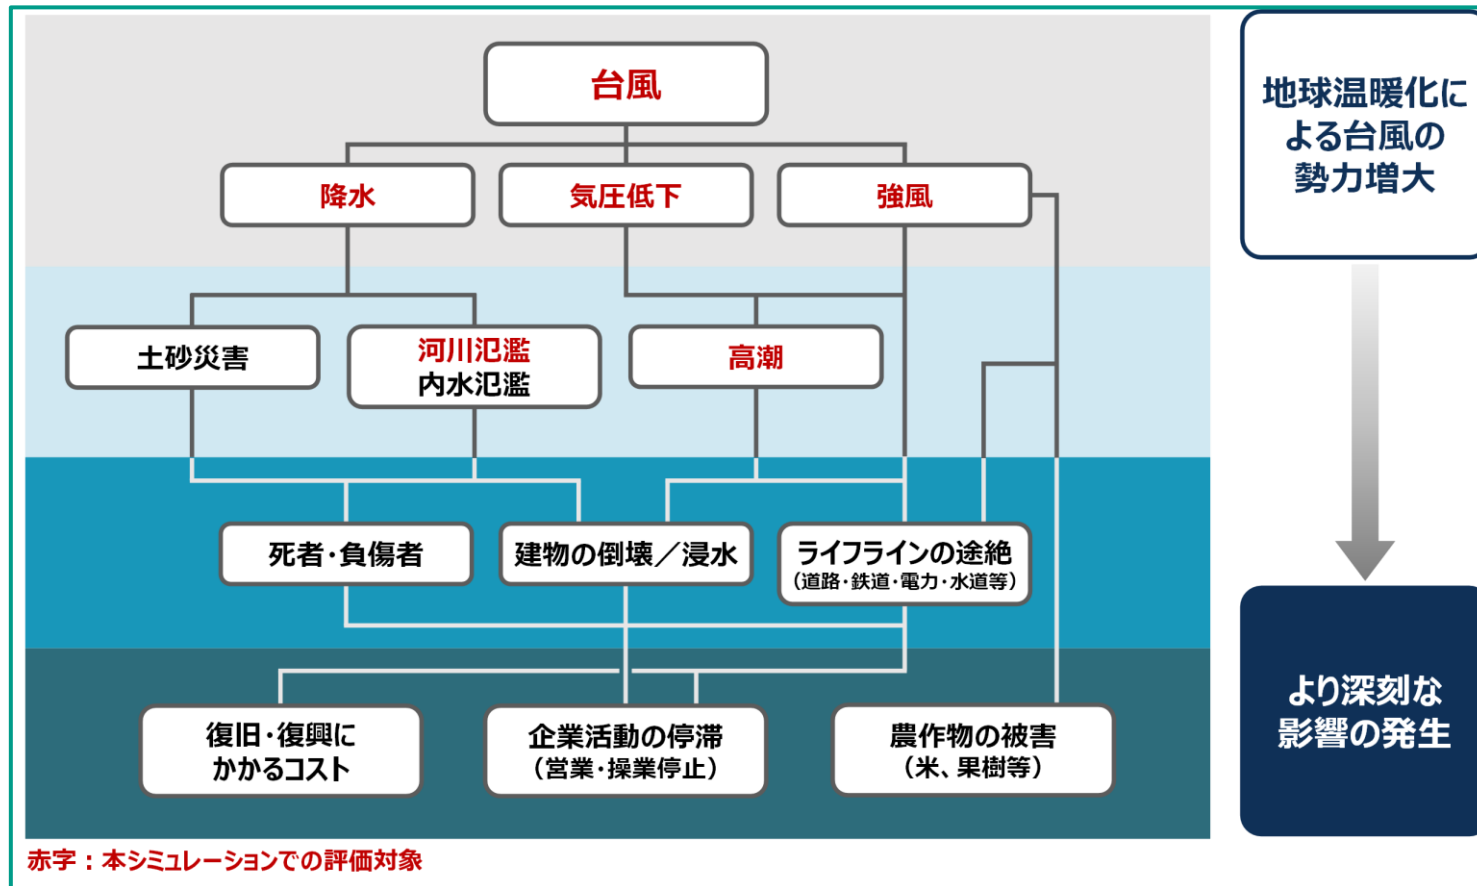 台風
降水
気圧低下
強風
土砂災害
河川氾濫
内水氾濫
高潮
死者・負傷者
建物の倒壊／浸水
ライフラインの途絶
（道路・鉄道・電力・水道等）
復旧・復興に
かかるコスト
企業活動の停滞
（営業・操業停止）
農作物の被害
（米、果樹等）
赤字：本シミュレーションでの評価対象
地球温暖化に
よる台風の
勢力増大
より深刻な
影響の発生